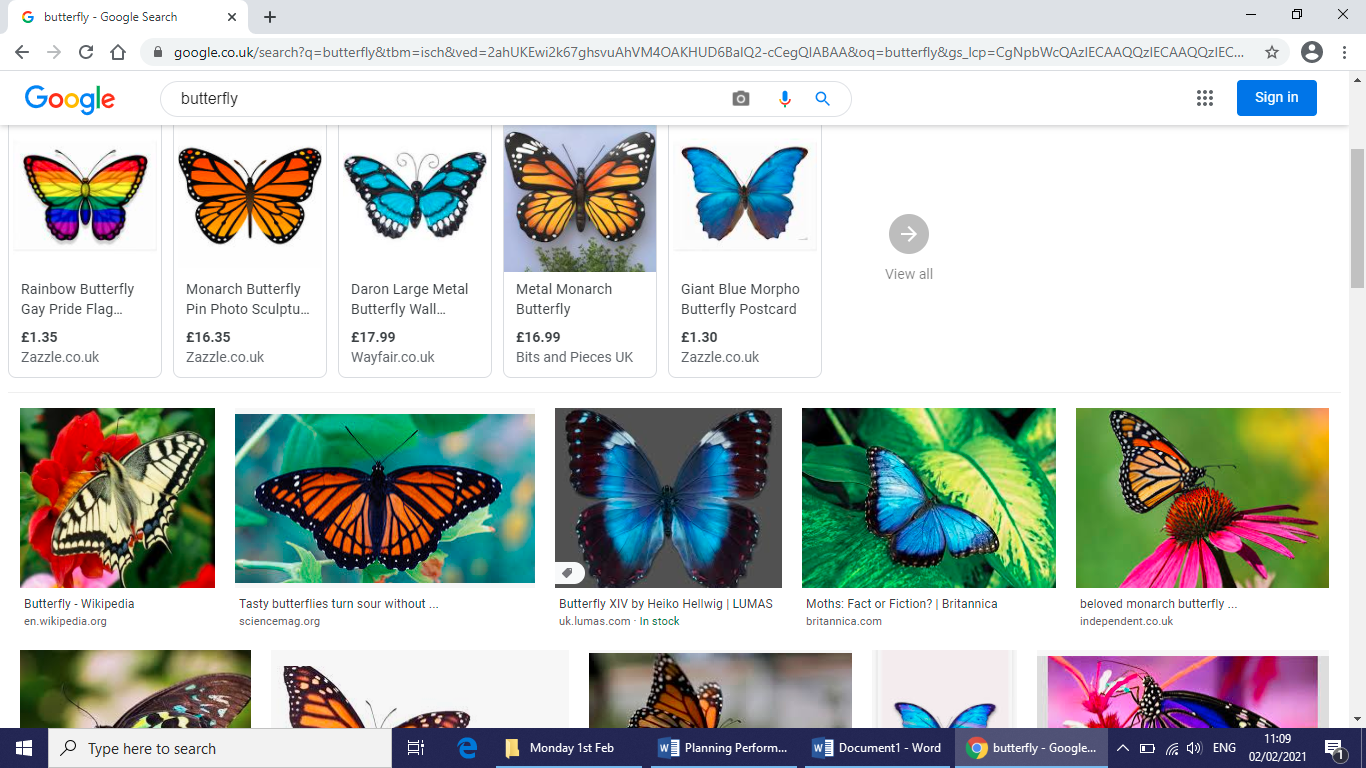 butterfly - Google Search
google.co.uk/search?q=butterfly&tbm=isch&ved=2ahUKEwi2k67ghsvuAhVM4OAKHUD6BaIQ2-cCegQIABAA&oq=butterfly&gs_lcp=CgNpbWcQAzIECAAQQzIECAAQQzIEC...
Google
butterfly
Sign in
Rainbow Butterfly
Gay Pride Flag...
£1.35
Zazzle.co.uk
Monarch Butterfly
Pin Photo Sculptu...
£16.35
Zazzle.co.uk
Daron Large Metal
Butterfly Wall...
£17.99
Wayfair.co.uk
Metal Monarch
Butterfly
£16.99
Bits and Pieces UK
Giant Blue Morpho
Butterfly Postcard
£1.30
Zazzle.co.uk
View all
Butterfly - Wikipedia
en.wikipedia.org
Tasty butterflies turn sour without ...
sciencemag.org
Butterfly XIV by Heiko Hellwig | LUMAS
uk.lumas.com · In stock
Moths: Fact or Fiction? | Britannica
britannica.com
beloved monarch butterfly ...
independent.co.uk
Type here to search
Monday 1st Feb
Planning Perform...
Document1 - Word
butterfly - Google...
ENG
11:09
02/02/2021
1